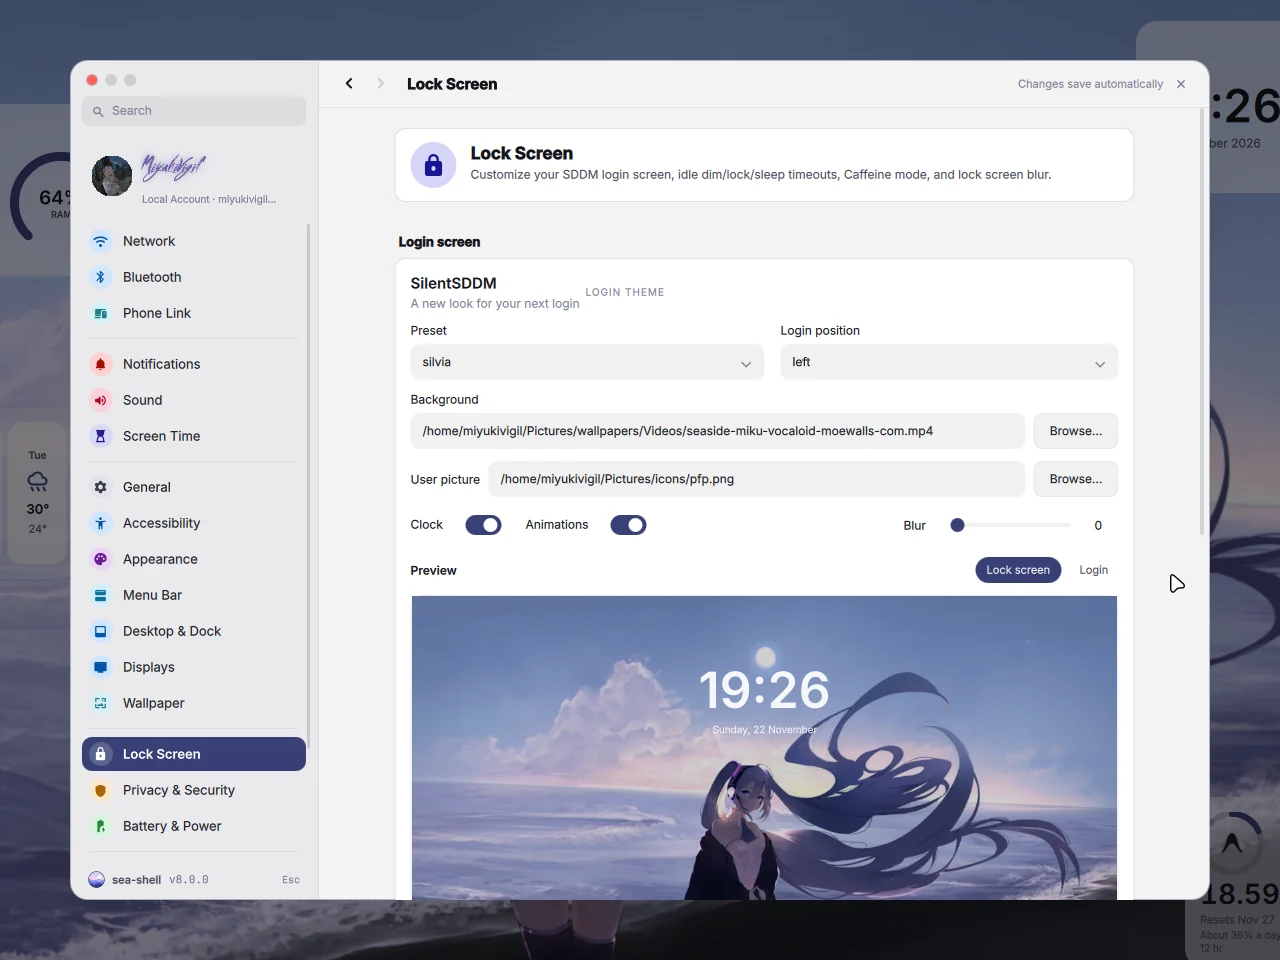 Lock Screen
Changes save automatically
Search
MiyukiVigil
Local Account · miyukivigil...
Network
Bluetooth
Phone Link
Notifications
Sound
Screen Time
General
Accessibility
Appearance
Menu Bar
Desktop & Dock
Displays
Wallpaper
Lock Screen
Privacy & Security
Battery & Power
sea-shell v8.0.0 Esc
Lock Screen
Customize your SDDM login screen, idle dim/lock/sleep timeouts, Caffeine mode, and lock screen blur.
Login screen
SilentSDDM
A new look for your next login
LOGIN THEME
Preset
Login position
silvia
left
Background
/home/miyukivigil/Pictures/wallpapers/Videos/seaside-miku-vocaloid-moewalls-com.mp4
Browse...
User picture
/home/miyukivigil/Pictures/icons/pfp.png
Browse...
Clock
Animations
Blur
0
Preview
Lock screen
Login
19:26
Sunday, 22 November
64%
RAM
Tue
30°
24°
:26
ber 2026
18.59
Resets Nov 27,
About 36% a day
12 hr